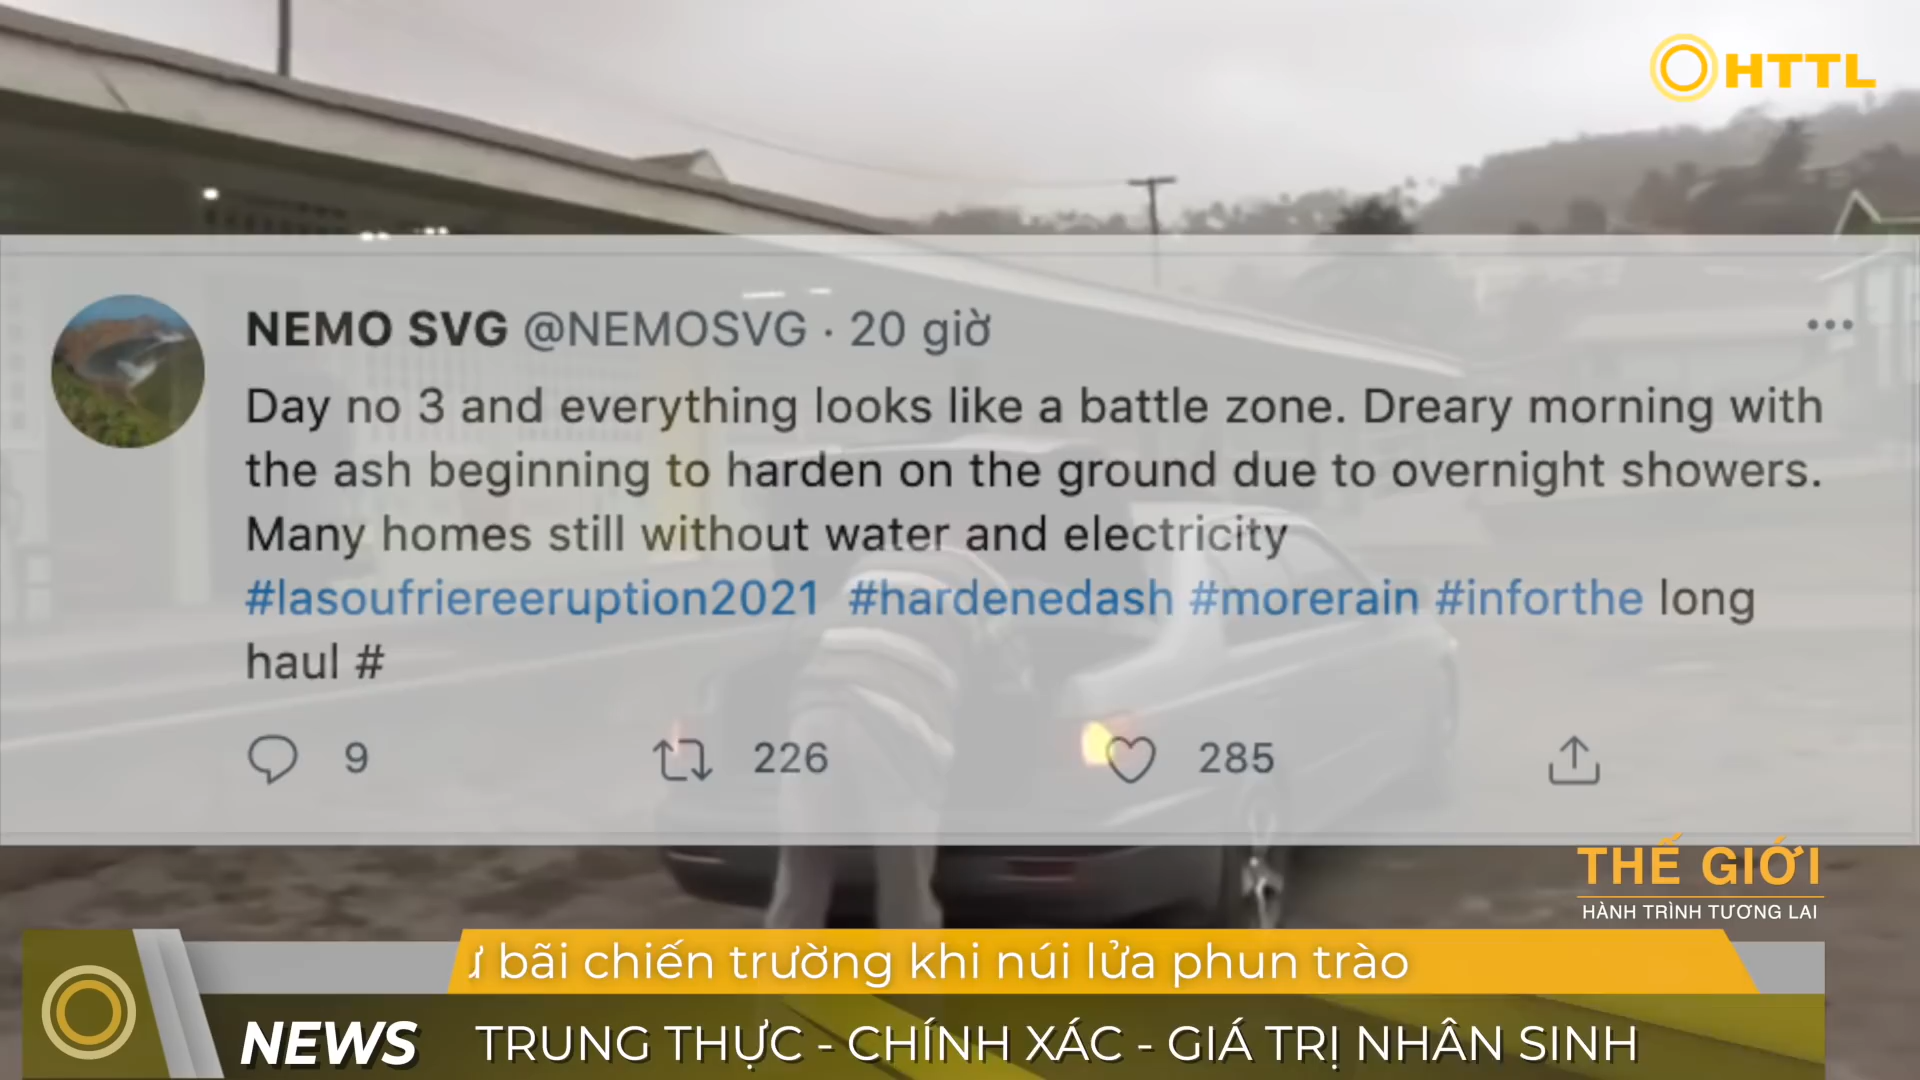 HTTL
NEMO SVG @NEMOSVG · 20 giờ
Day no 3 and everything looks like a battle zone. Dreary morning with
the ash beginning to harden on the ground due to overnight showers.
Many homes still without water and electricity
#lasoufriereeruption2021 #hardenedash #morerain #inforthe long
haul #
9 226 285
THẾ GIỚI
HÀNH TRÌNH TƯƠNG LAI
bãi chiến trường khi núi lửa phun trào
NEWS TRUNG THỰC - CHÍNH XÁC - GIÁ TRỊ NHÂN SINH